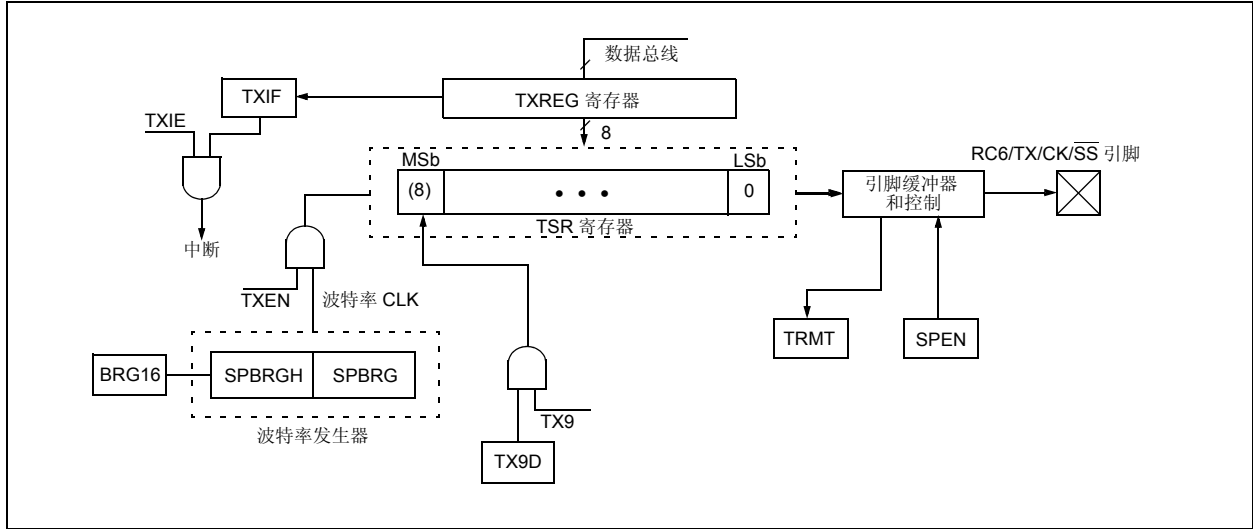 数据总线
TXIF
TXREG 寄存器
TXIE
8
MSb
LSb
RC6/TX/CK/S̅S̅ 引脚
(8)
• • •
0
引脚缓冲器
和控制
TSR 寄存器
中断
TXEN
波特率 CLK
TRMT
SPEN
BRG16
SPBRGH
SPBRG
TX9
波特率发生器
TX9D